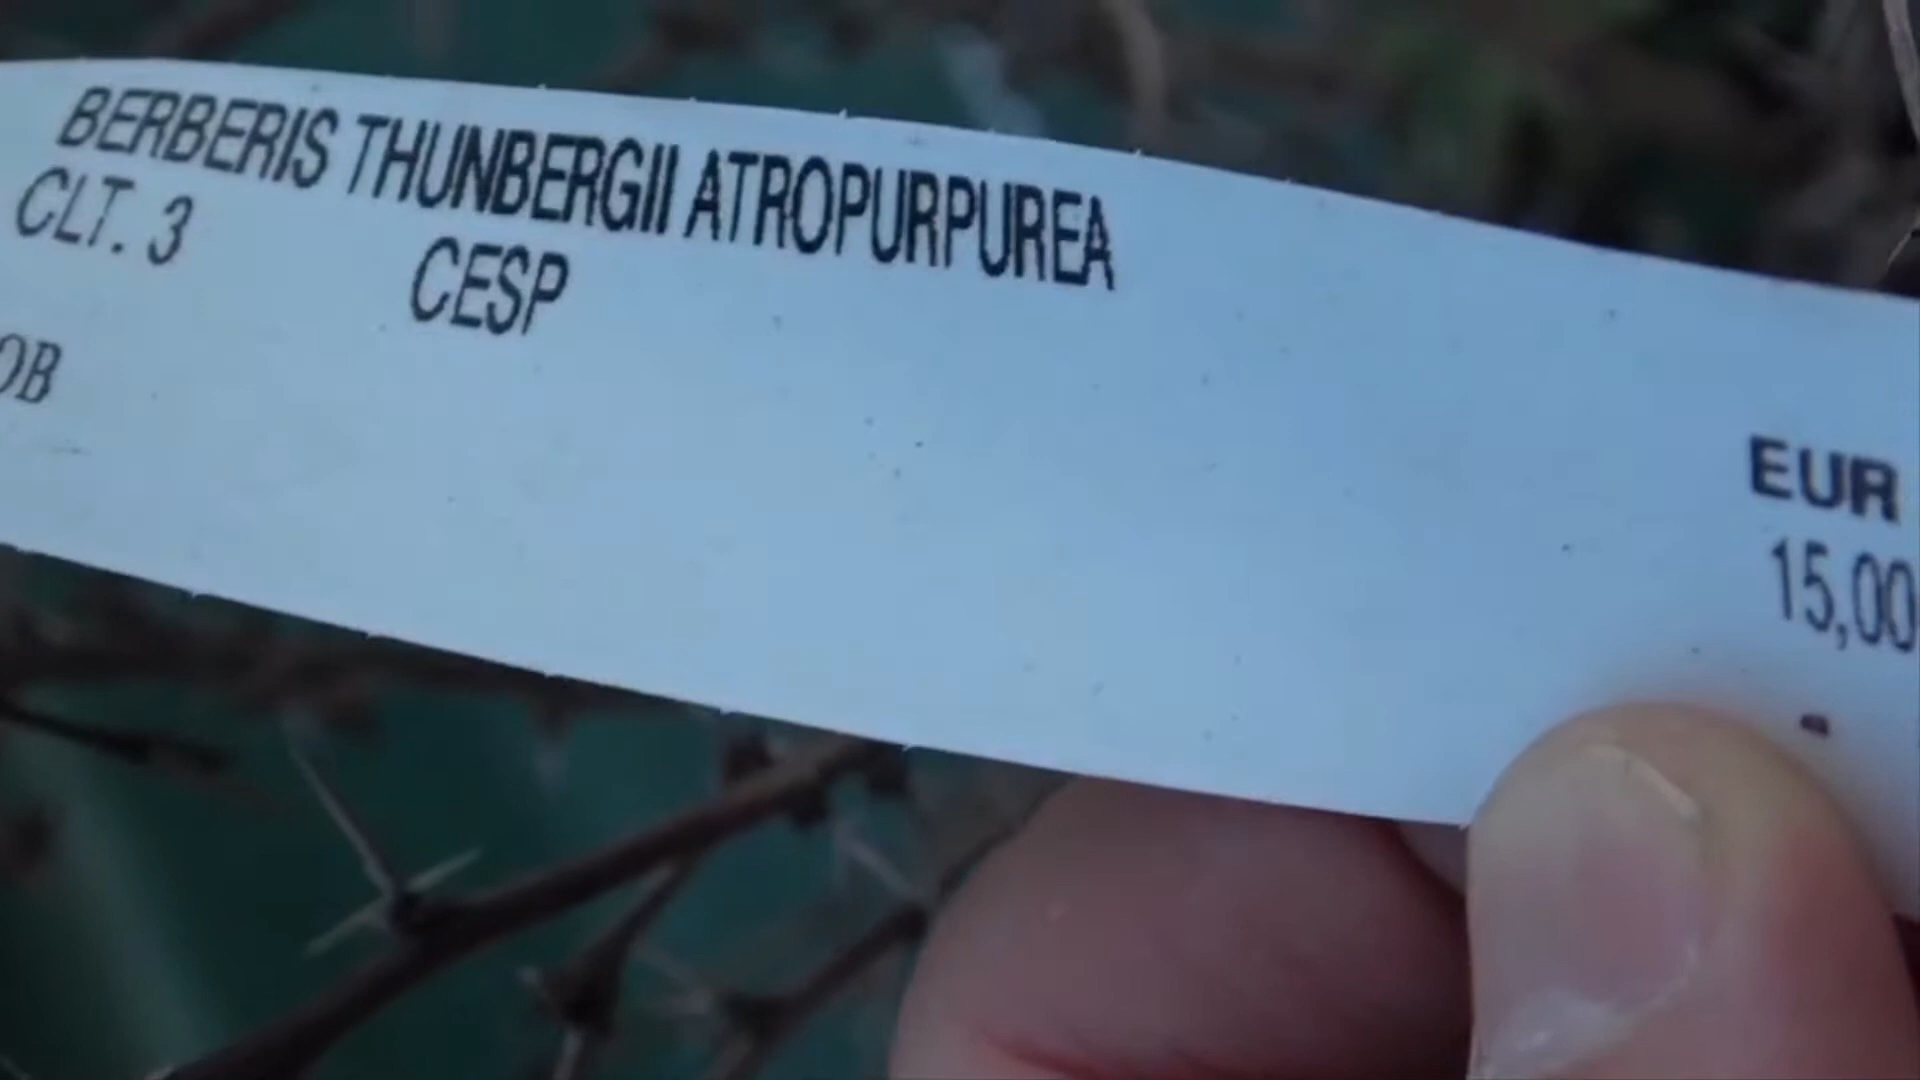 BERBERIS THUNBERGII ATROPURPUREA
CLT. 3 CESP
OB
EUR
15,00